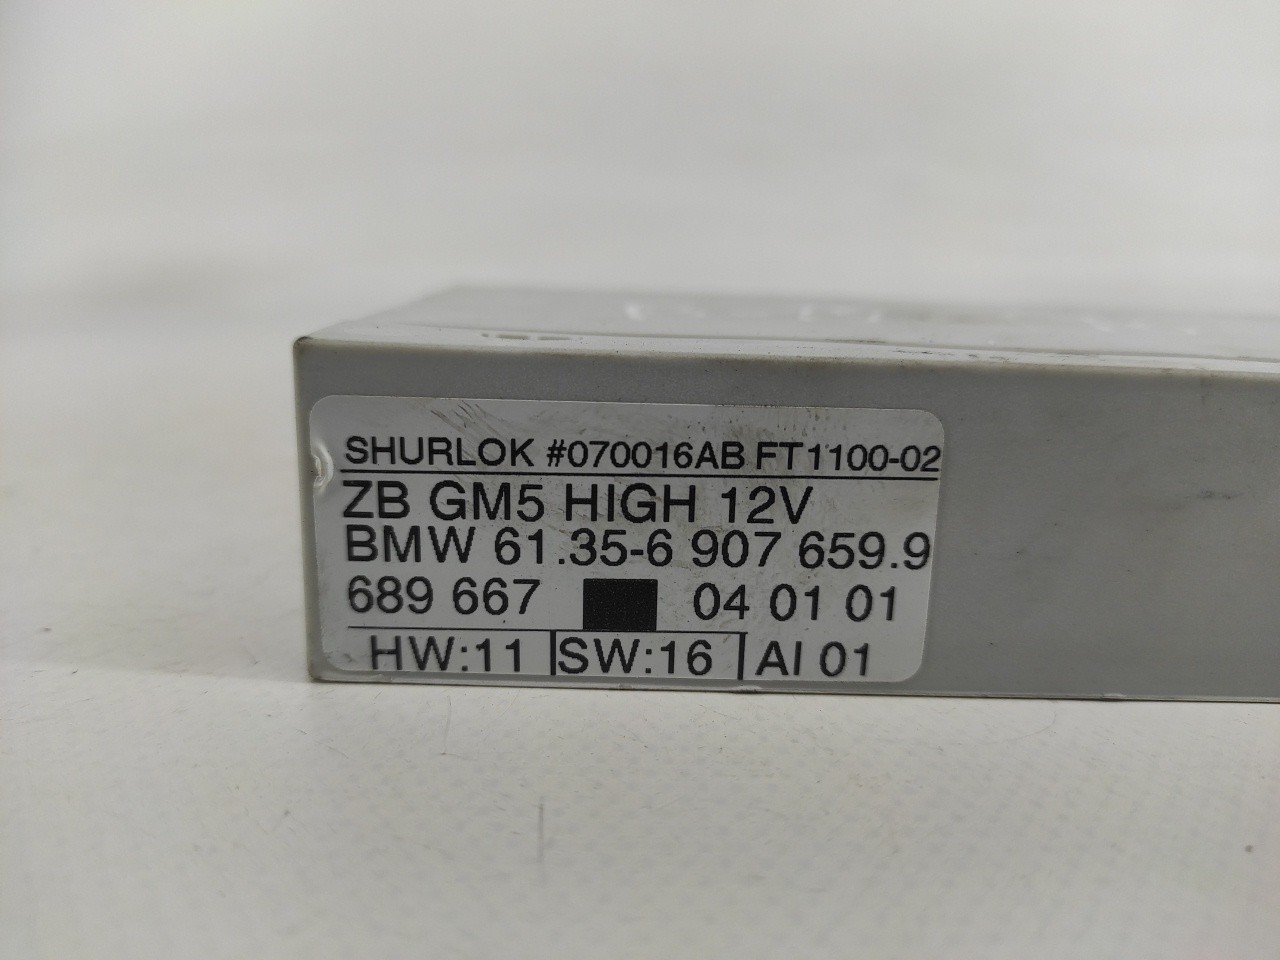 SHURLOK #070016AB FT1100-02
ZB GM5 HIGH 12V
BMW 61.35-6 907 659.9
689 667 04 01 01
HW:11 SW:16 AI 01